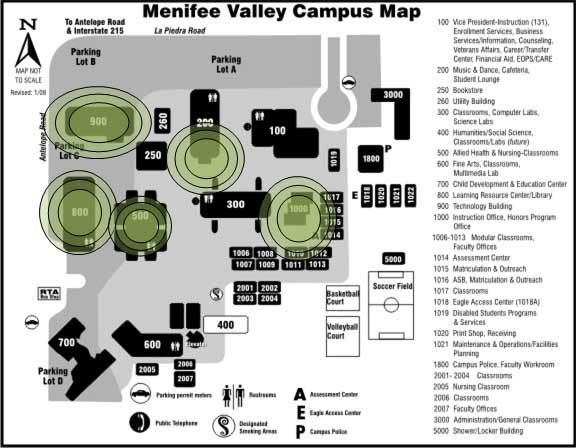 Menifee Valley Campus Map
N
MAP NOT
TO SCALE
Revised: 1/08
To Antelope Road
& Interstate 215
La Piedra Road
Parking
Lot B
Parking
Lot A
Antelope Road
Parking
Lot C
900
260
200
250
100
3000
P
1800
1019
E
1018
1020
1021
1022
800
500
300
1000
1017
1016
1015
1014
1006
1008
1010
1012
1007
1009
1011
1013
5000
Soccer Field
RTA
Bus Stop
2001
2002
2003
2004
Basketball
Court
Volleyball
Court
400
700
600
Elevator
Parking
Lot D
2005
2006
2007
Parking permit meters
Restrooms
A Assessment Center
E Eagle Access Center
P Campus Police
Public Telephone
Designated
Smoking Areas
100 Vice President-Instruction (131),
Enrollment Services, Business
Services/Information, Counseling,
Veterans Affairs, Career/Transfer
Center, Financial Aid, EOPS/CARE
200 Music & Dance, Cafeteria,
Student Lounge
250 Bookstore
260 Utility Building
300 Classrooms, Computer Labs,
Science Labs
400 Humanities/Social Science,
Classrooms/Labs (future)
500 Allied Health & Nursing-Classrooms
600 Fine Arts, Classrooms,
Multimedia Lab
700 Child Development & Education Center
800 Learning Resource Center/Library
900 Technology Building
1000 Instruction Office, Honors Program
Office
1006-1013 Modular Classrooms,
Faculty Offices
1014 Assessment Center
1015 Matriculation & Outreach
1016 ASB, Matriculation & Outreach
1017 Classrooms
1018 Eagle Access Center (1018A)
1019 Disabled Students Programs
& Services
1020 Print Shop, Receiving
1021 Maintenance & Operations/Facilities
Planning
1800 Campus Police, Faculty Workroom
2001- 2004 Classrooms
2005 Nursing Classroom
2006 Classrooms
2007 Faculty Offices
3000 Administration/General Classrooms
5000 Shower/Locker Building